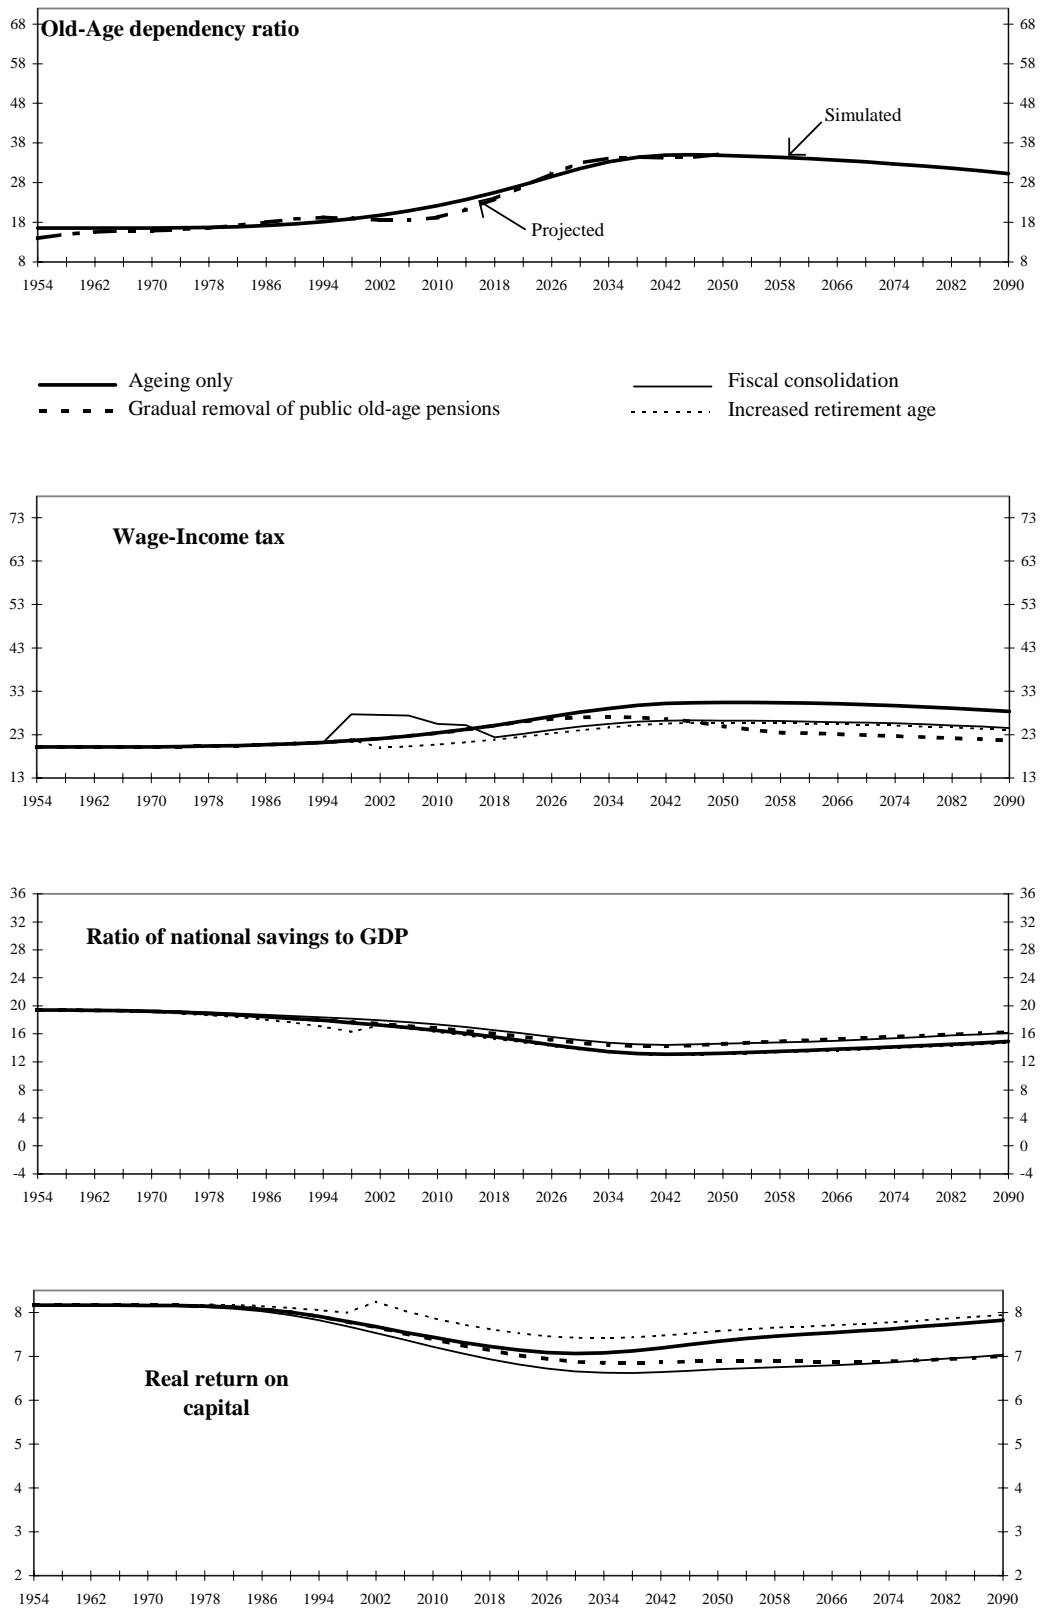 Old-Age dependency ratio
68 68
58 58
48 48
38 38
28 28
18 18
8 8
Simulated
Projected
1954 1962 1970 1978 1986 1994 2002 2010 2018 2026 2034 2042 2050 2058 2066 2074 2082 2090
Ageing only Fiscal consolidation
Gradual removal of public old-age pensions Increased retirement age
Wage-Income tax
73 73
63 63
53 53
43 43
33 33
23 23
13 13
1954 1962 1970 1978 1986 1994 2002 2010 2018 2026 2034 2042 2050 2058 2066 2074 2082 2090
Ratio of national savings to GDP
36 36
32 32
28 28
24 24
20 20
16 16
12 12
8 8
4 4
0 0
-4 -4
1954 1962 1970 1978 1986 1994 2002 2010 2018 2026 2034 2042 2050 2058 2066 2074 2082 2090
8 8
7 7
Real return on
capital
6 6
5 5
4 4
3 3
2 2
1954 1962 1970 1978 1986 1994 2002 2010 2018 2026 2034 2042 2050 2058 2066 2074 2082 2090